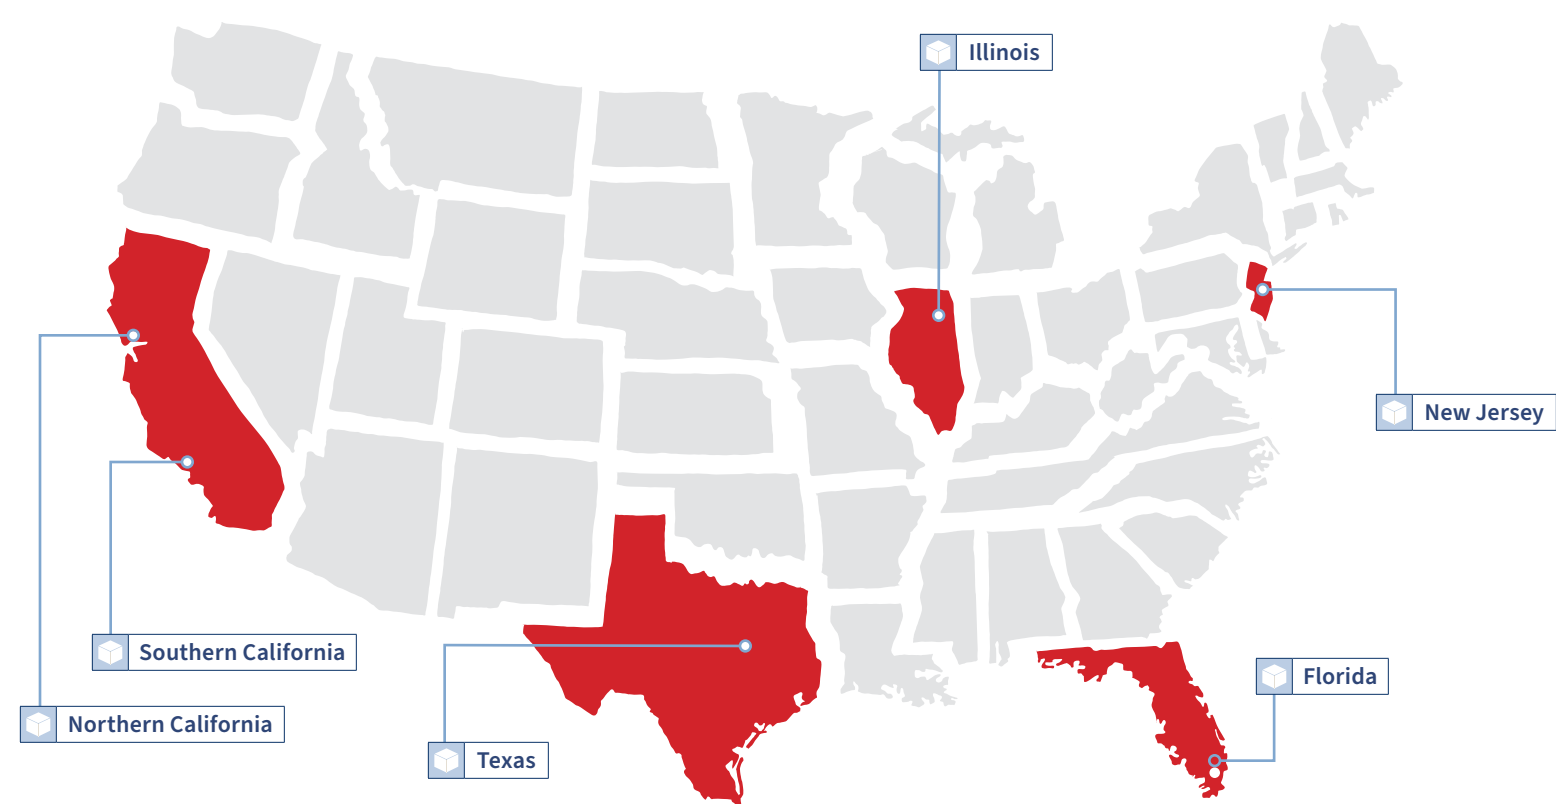 Illinois
New Jersey
Southern California
Florida
Northern California
Texas